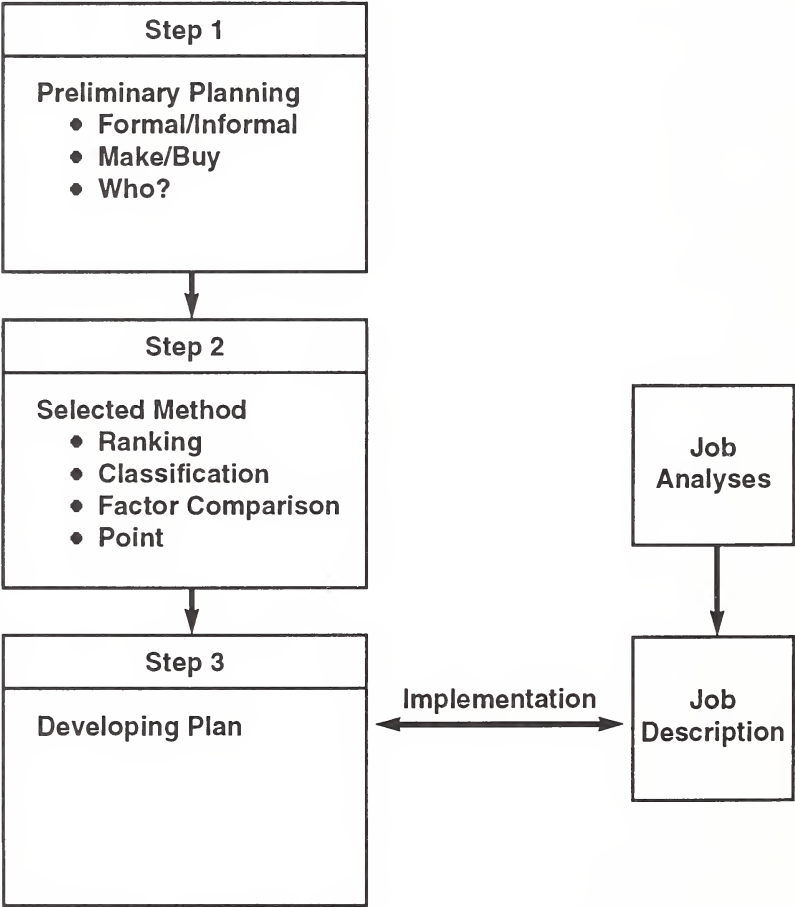 Step 1
Preliminary Planning
• Formal/Informal
• Make/Buy
• Who?
Step 2
Selected Method
• Ranking
• Classification
• Factor Comparison
• Point
Step 3
Developing Plan
Implementation
Job
Analyses
Job
Description